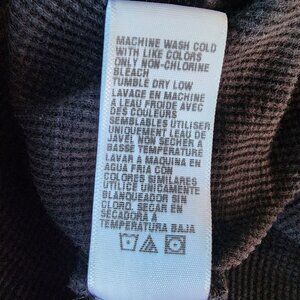 MACHINE WASH COLD
WITH LIKE COLORS
ONLY NON-CHLORINE
BLEACH
TUMBLE DRY LOW
LAVAGE EN MACHINE
A LEAU FROIDE AVEC
DES COULEURS
SEMBLABLES UTILISER
UNIQUEMENT LEAU DE
JAVEL NON SECHER A
BASSE TEMPERATURE
LAVAR A MAQUINA EN
AGUA FRIA CON
COLORES SIMILARES
UTILICE UNICAMENTE
BLANQUEADOR SIN
CLORO. SECAR EN
SECADORA A
TEMPERATURA BAJA